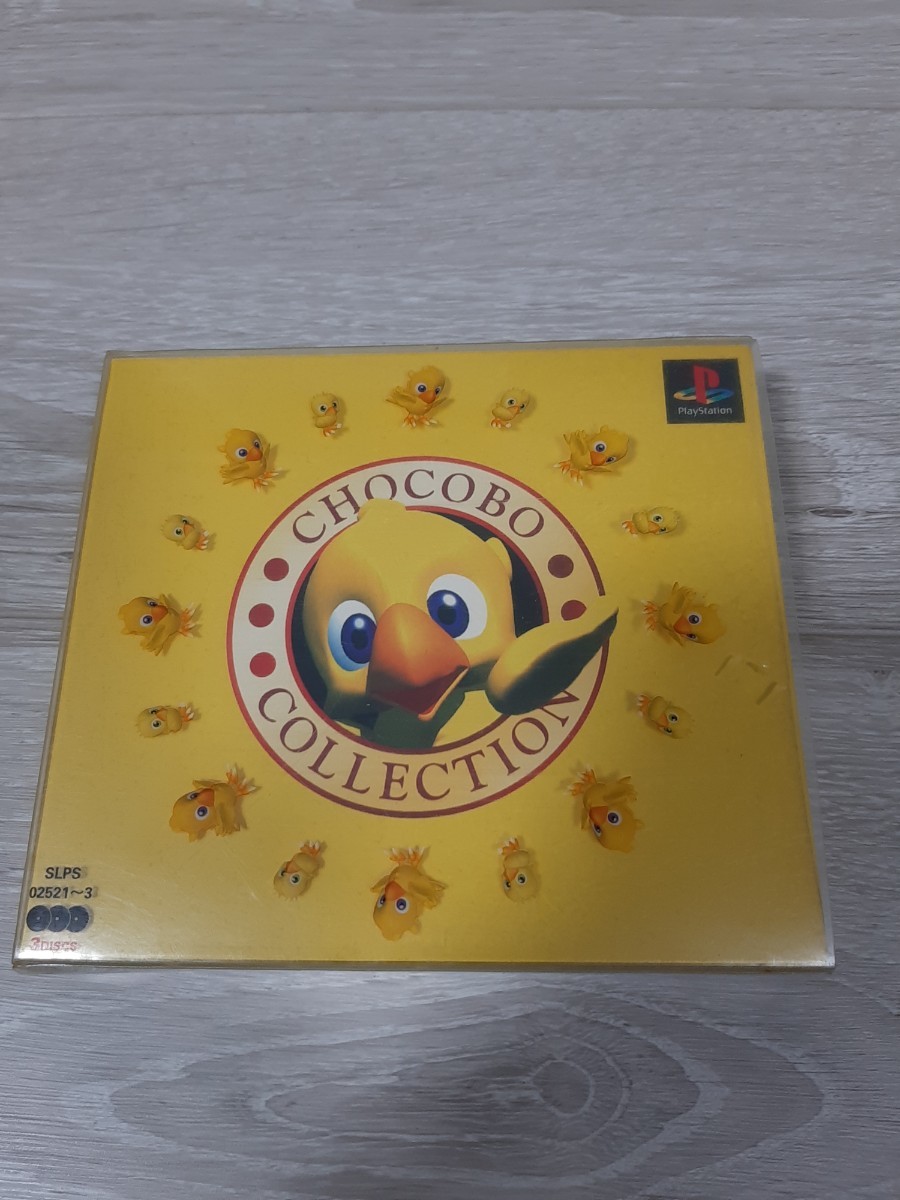 PlayStation
CHOCOBO
COLLECTION
SLPS
02521~3
3DISCS